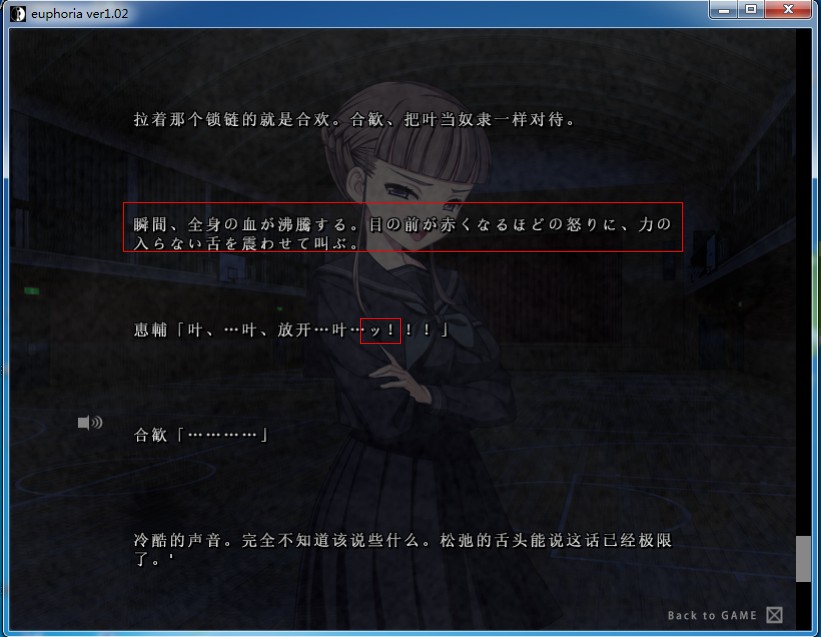 euphoria ver1.02
拉着那个锁链的就是合欢。合歓、把叶当奴隶一样对待。
瞬間、全身の血が沸騰する。目の前が赤くなるほどの怒りに、力の
入らない舌を震わせて叫ぶ。
恵輔「叶、…叶、放开…叶…ッ！！！」
合歓「…………」
冷酷的声音。完全不知道该说些什么。松弛的舌头能说这话已经极限
了。'
Back to GAME